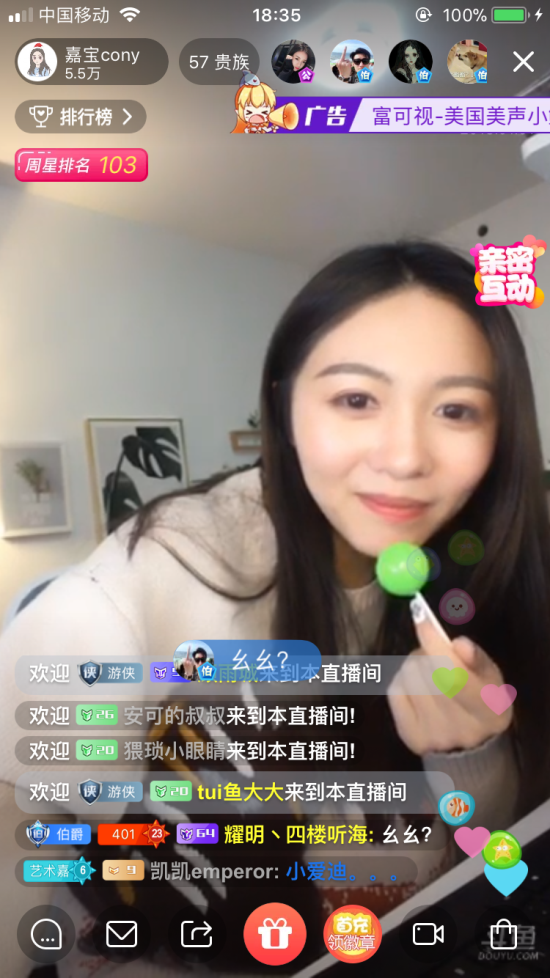 中国移动 18:35 100%
嘉宝cony
5.5万
57 贵族
公 伯 伯 伯
排行榜
广告 富可视-美国美声小
周星排名 103
亲密
互动
伯 幺幺?
欢迎 侠 游侠 来到本直播间
欢迎 26 安可的叔叔来到本直播间!
欢迎 20 猥琐小眼睛来到本直播间!
欢迎 侠 游侠 20 tui鱼大大来到本直播间
伯 伯爵 401 23 64 耀明丶四楼听海: 幺幺?
艺术嘉 6 9 凯凯emperor: 小爱迪。。。
首充
领徽章
斗鱼
DOUYU.COM